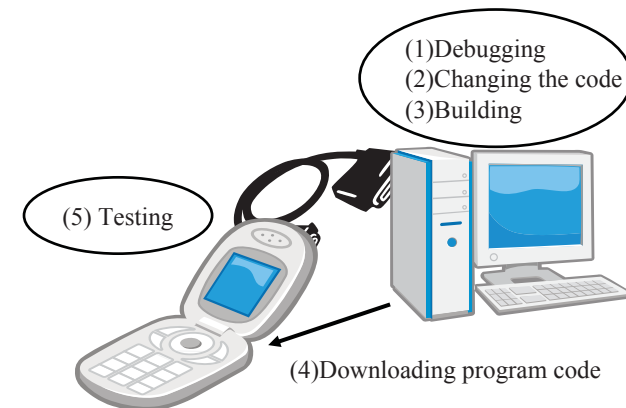 (1)Debugging
(2)Changing the code
(3)Building
(5) Testing
(4)Downloading program code